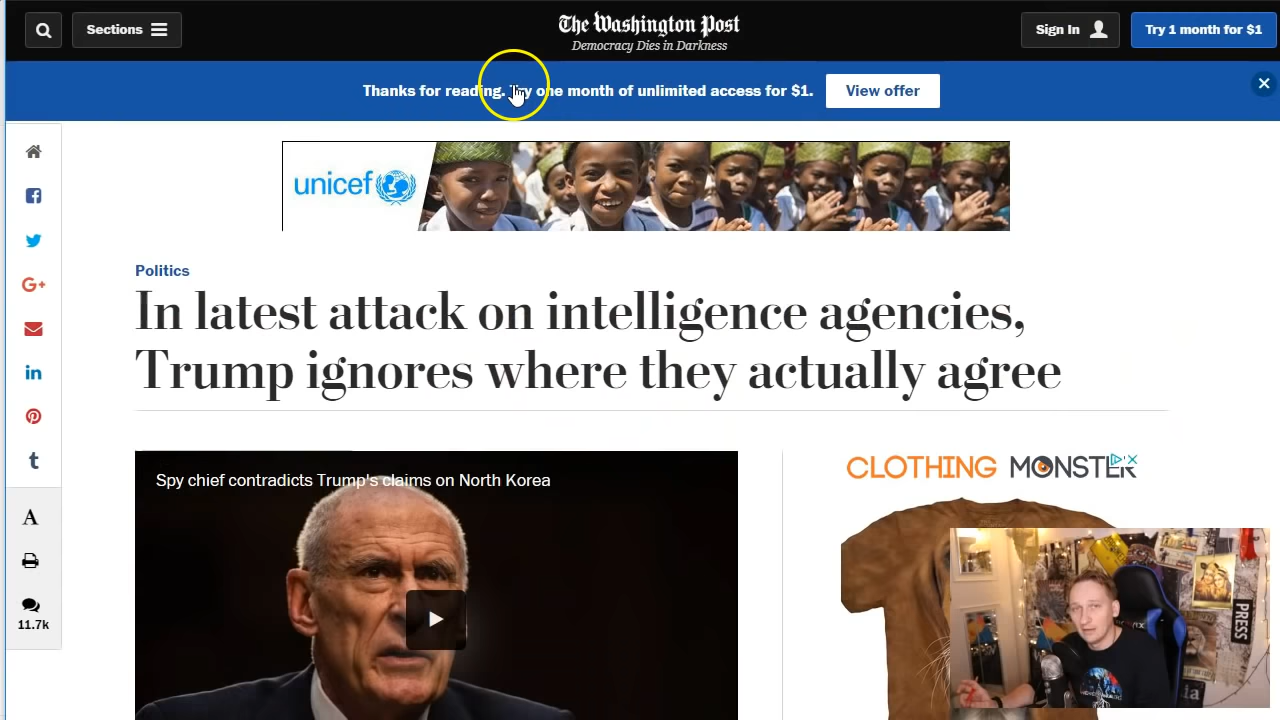 Sections
The Washington Post
Democracy Dies in Darkness
Sign In
Try 1 month for $1
Thanks for reading. Try one month of unlimited access for $1.
View offer
unicef
Politics
In latest attack on intelligence agencies,
Trump ignores where they actually agree
Spy chief contradicts Trump's claims on North Korea
CLOTHING MONSTER
G+
in
t
A
11.7k
PRESS